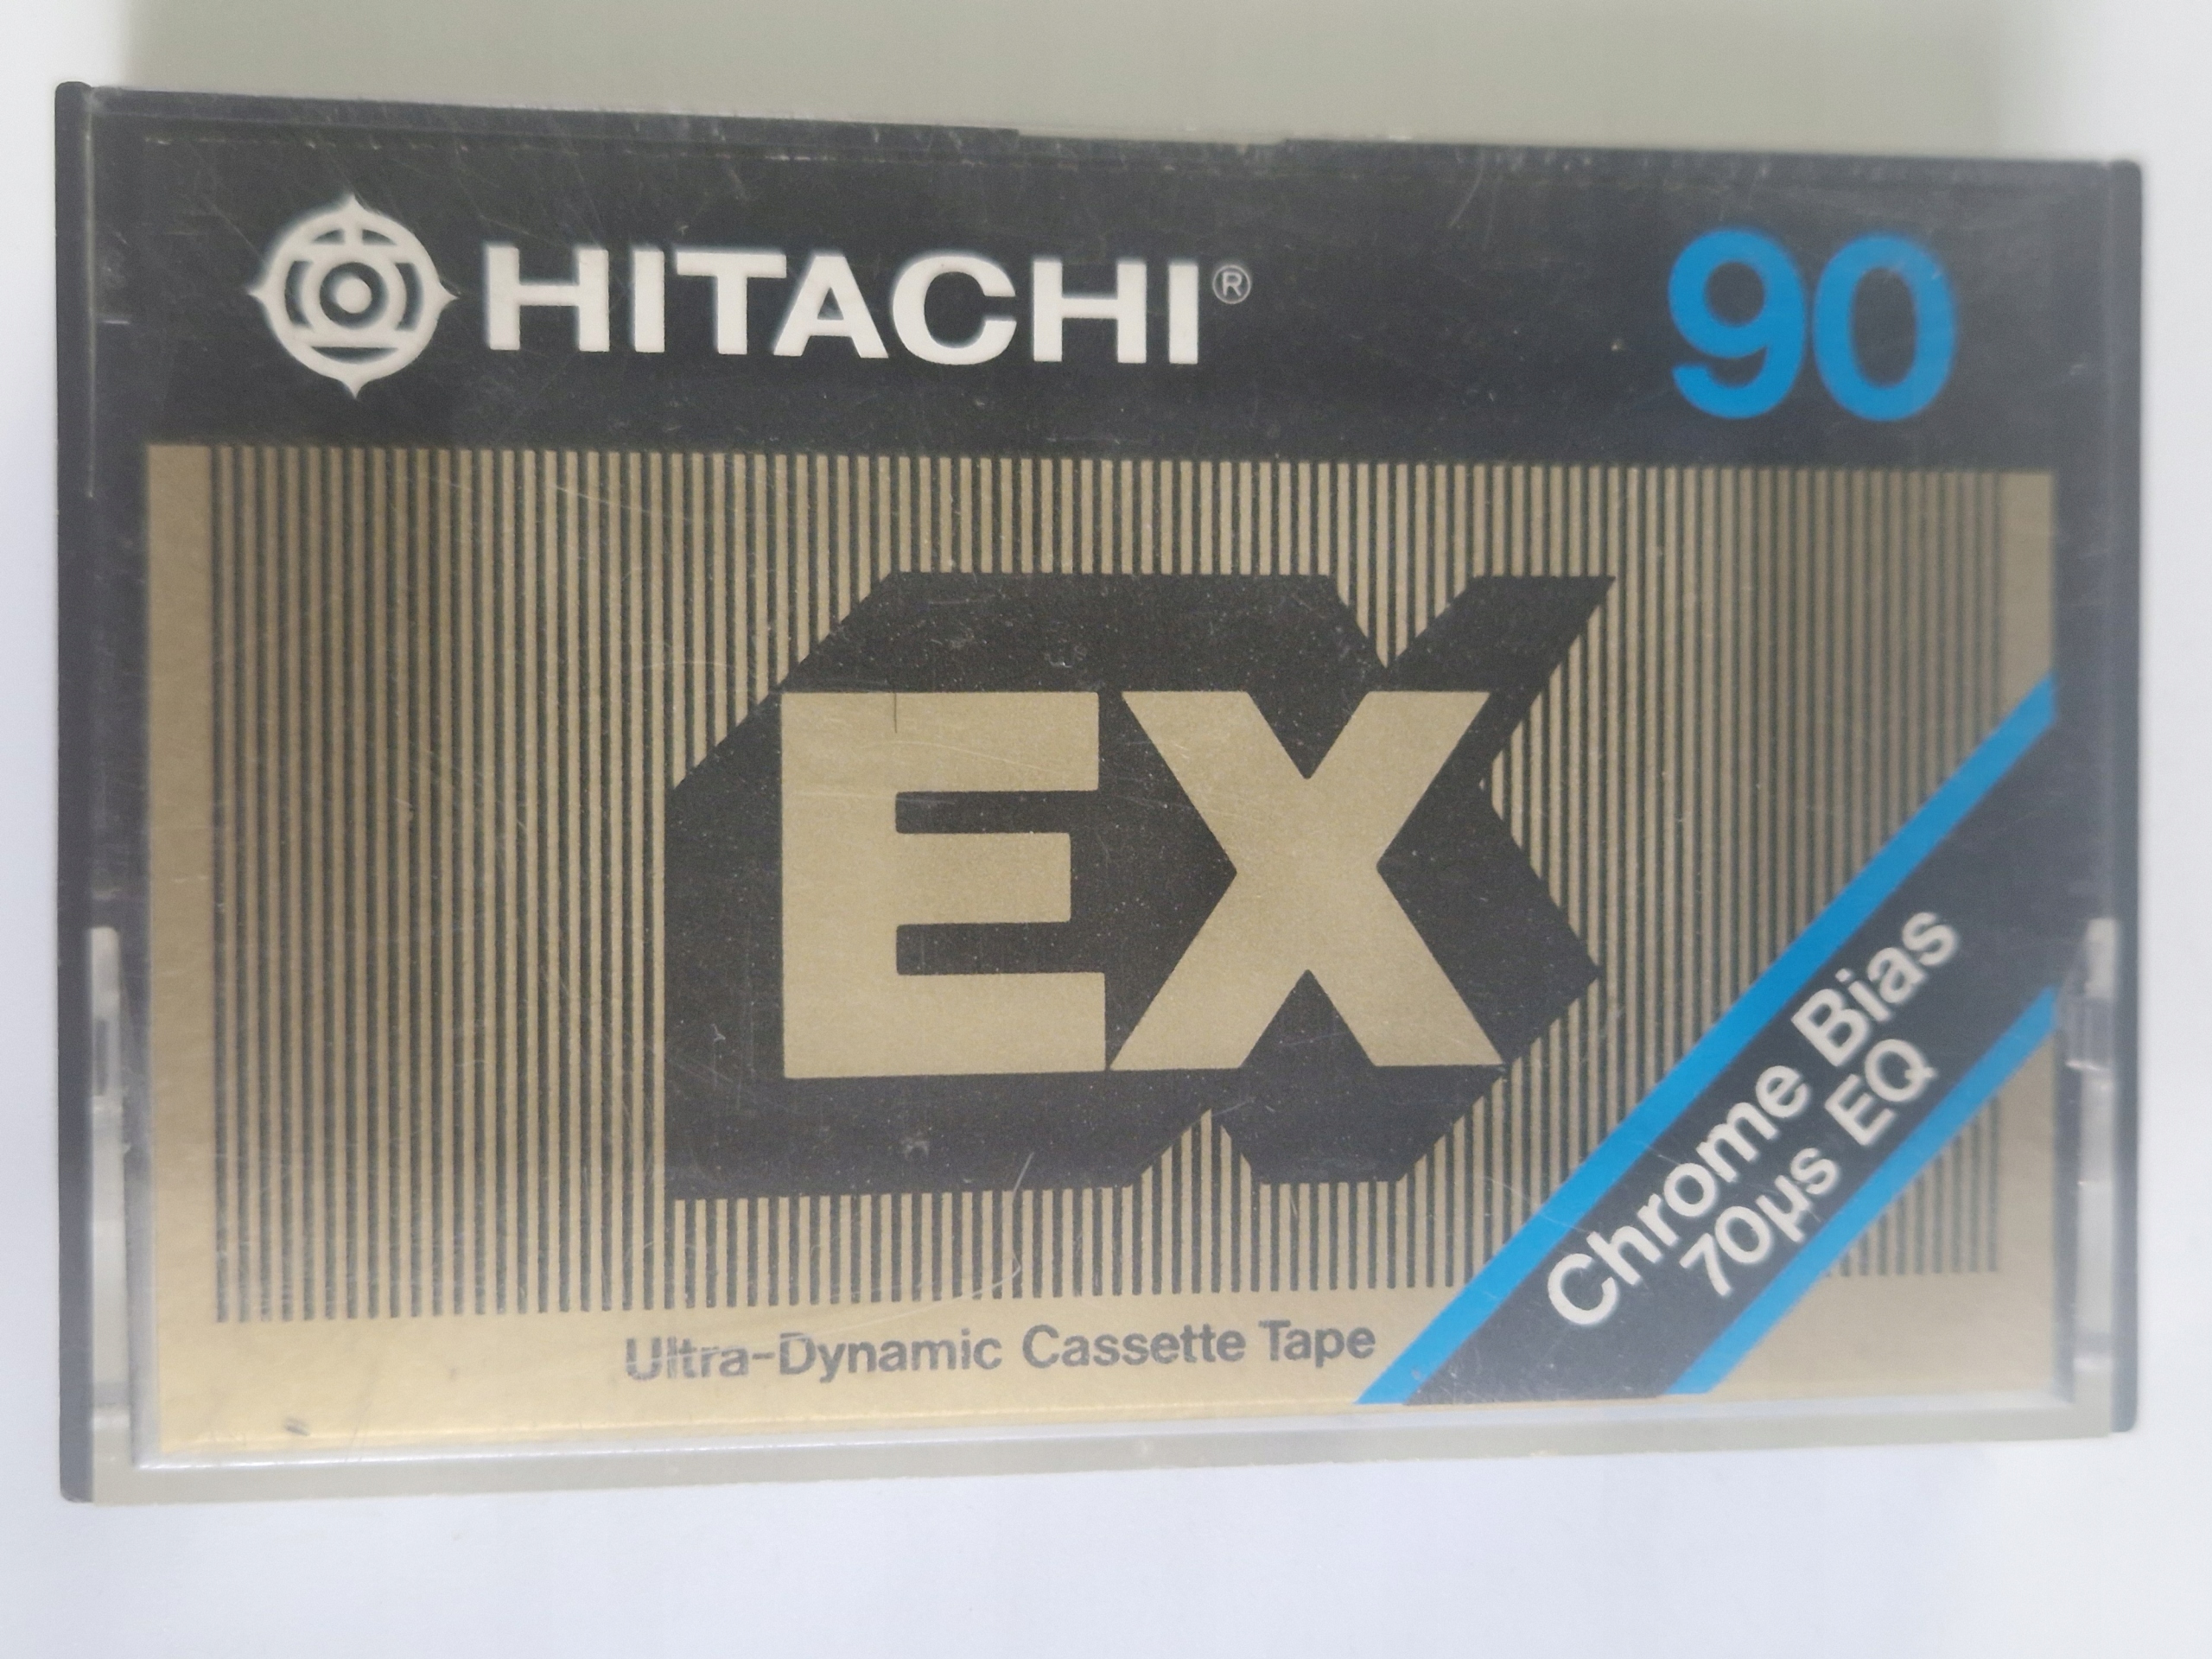 HITACHI®
90
EX
Chrome Bias
70µs EQ
Ultra-Dynamic Cassette Tape